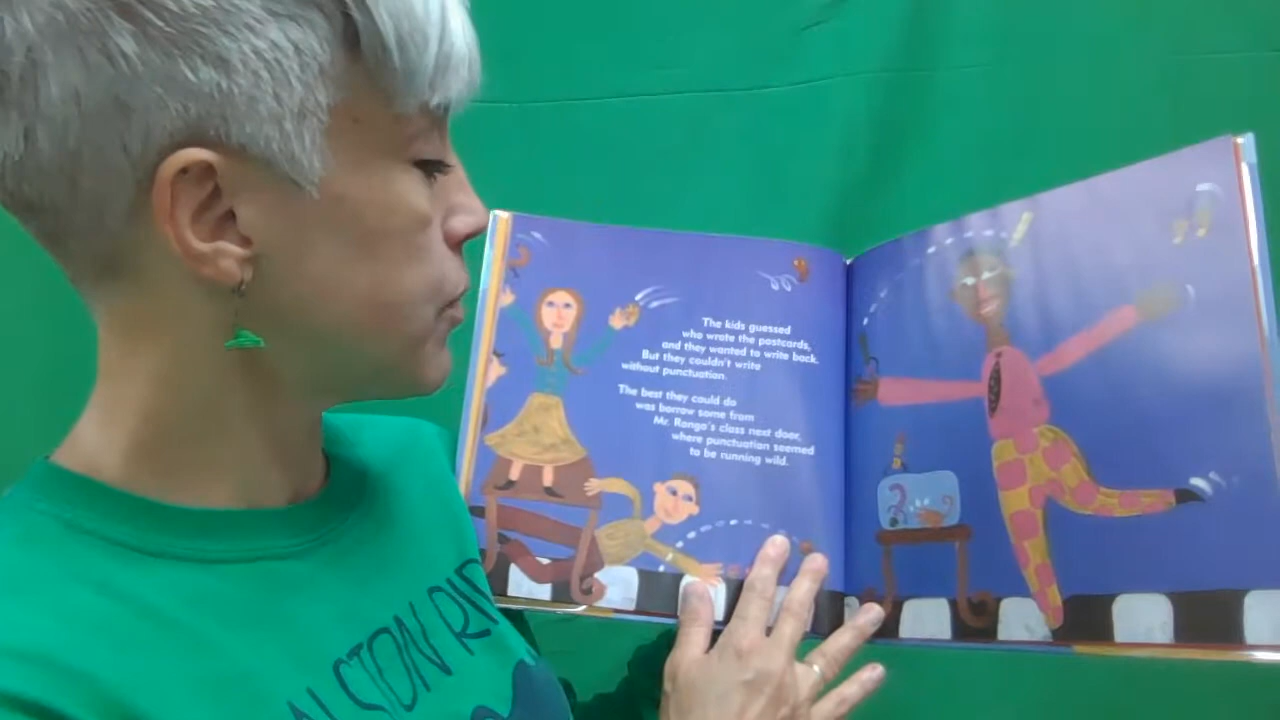 The kids guessed
who wrote the postcards,
and they wanted to write back.
But they couldn't write
without punctuation.
The best they could do
was borrow some from
Mr. Rongo's class next door,
where punctuation seemed
to be running wild.
ALSTON RID